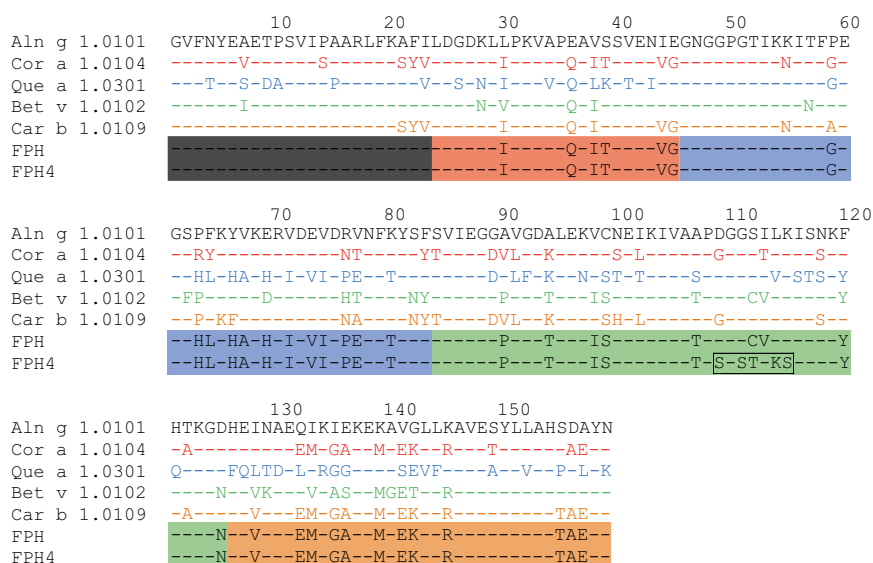 10 20 30 40 50 60
Aln g 1.0101 GVFNYEAETPSVIPAARLFKAFILDGDKLLPKVAPEAVSSVENIEGNGGPGTIKKITFPE
Cor a 1.0104 ------V------S------SYV------I-----Q-IT----VG---------N---G-
Que a 1.0301 ---T--S-DA----P-------V--S-N-I---V-Q-LK-T-I---------------G-
Bet v 1.0102 ------I--------------------N-V-----Q-I------------------N---
Car b 1.0109 --------------------SYV------I-----Q-I-----VG---------N---A-
FPH -----------------------------I-----Q-IT----VG-------------G-
FPH4 -----------------------------I-----Q-IT----VG-------------G-
70 80 90 100 110 120
Aln g 1.0101 GSPFKYVKERVDEVDRVNFKYSFSVIEGGAVGDALEKVCNEIKIVAAPDGGSILKISNKF
Cor a 1.0104 --RY-----------NT-----YT----DVL--K-----S-L------G---T----S--
Que a 1.0301 --HL-HA-H-I-VI-PE--T--------D-LF-K--N-ST-T----S------V-STS-Y
Bet v 1.0102 -FP-----D------HT----NY------P---T---IS-------T----CV------Y
Car b 1.0109 --P-KF---------NA----NYT----DVL--K----SH-L------G--------S--
FPH --HL-HA-H-I-VI-PE--T---------P---T---IS-------T----CV------Y
FPH4 --HL-HA-H-I-VI-PE--T---------P---T---IS-------T-S-ST-KS----Y
130 140 150
Aln g 1.0101 HTKGDHEINAEQIKIEKEKAVGLLKAVESYLLAHSDAYN
Cor a 1.0104 -A---------EM-GA--M-EK--R---T------AE--
Que a 1.0301 Q----FQLTD-L-RGG----SEVF----A--V--P-L-K
Bet v 1.0102 ----N--VK---V-AS--MGET--R--------------
Car b 1.0109 -A-----V---EM-GA--M-EK--R---------TAE--
FPH ----N--V---EM-GA--M-EK--R---------TAE--
FPH4 ----N--V---EM-GA--M-EK--R---------TAE--